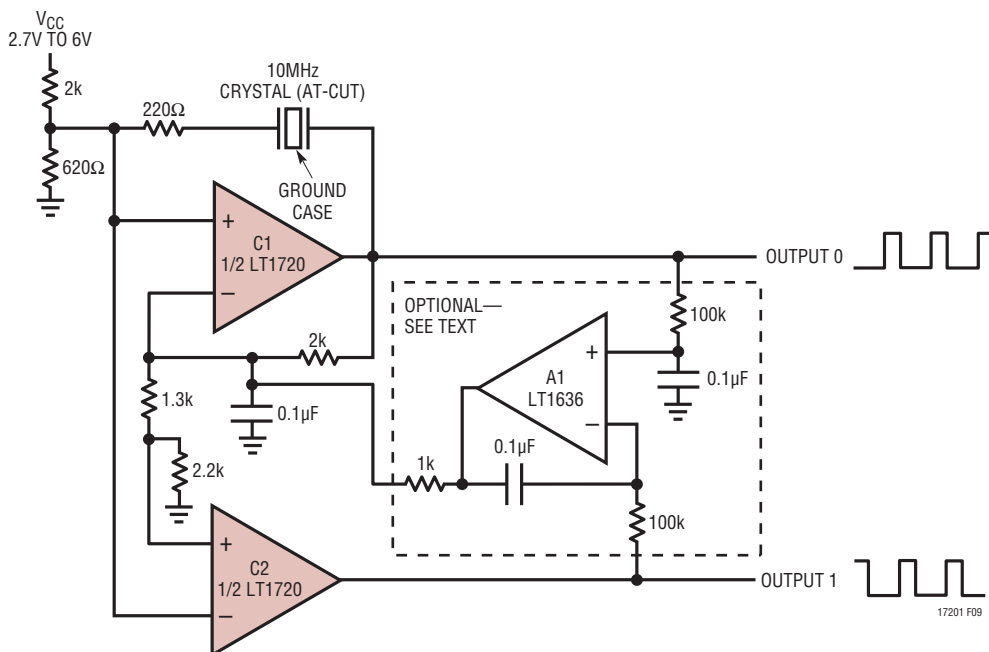 VCC
2.7V TO 6V
2k
620Ω
220Ω
10MHz
CRYSTAL (AT-CUT)
GROUND
CASE
+
C1
1/2 LT1720
−
2k
1.3k
2.2k
0.1µF
+
C2
1/2 LT1720
−
OPTIONAL—
SEE TEXT
A1
LT1636
+
−
100k
0.1µF
0.1µF
1k
100k
OUTPUT 0
OUTPUT 1
17201 F09